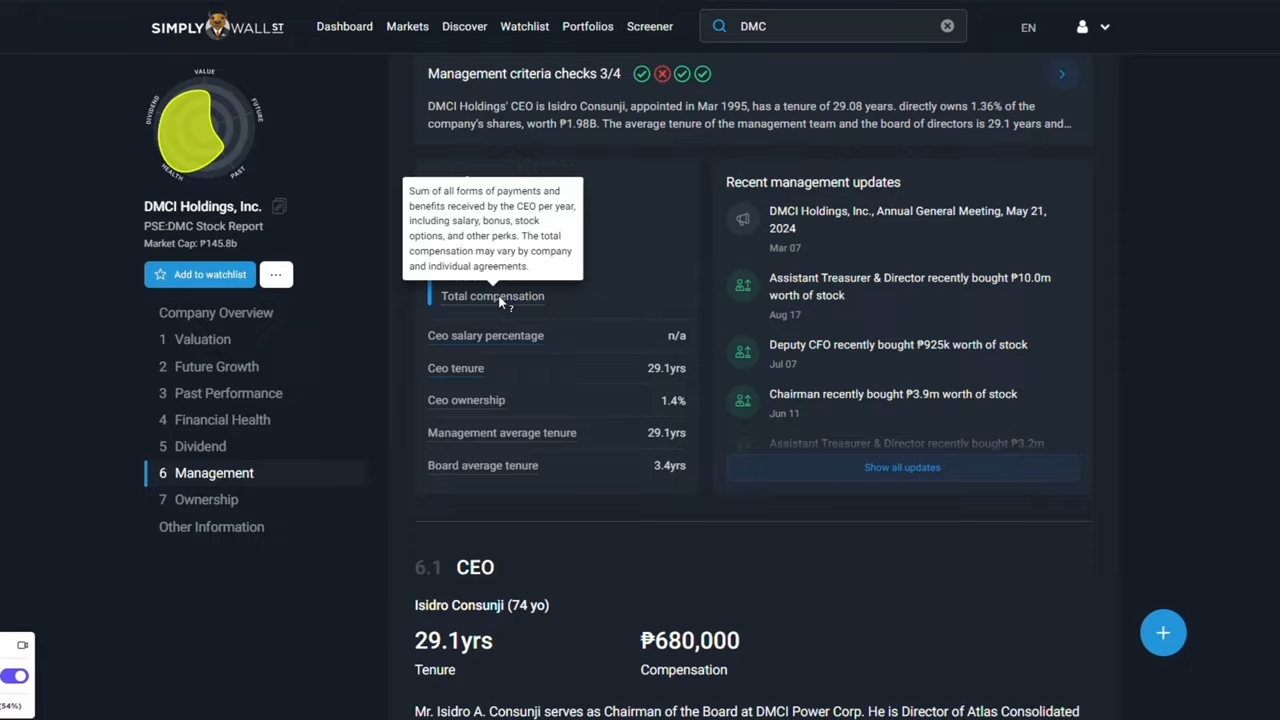 SIMPLY WALL ST
Dashboard
Markets
Discover
Watchlist
Portfolios
Screener
DMC
EN
VALUE
FUTURE
PAST
HEALTH
DIVIDEND
DMCI Holdings, Inc.
PSE:DMC Stock Report
Market Cap: ₱145.8b
Add to watchlist
...
Company Overview
1 Valuation
2 Future Growth
3 Past Performance
4 Financial Health
5 Dividend
6 Management
7 Ownership
Other Information
(54%)
Management criteria checks 3/4
DMCI Holdings' CEO is Isidro Consunji, appointed in Mar 1995, has a tenure of 29.08 years. directly owns 1.36% of the
company's shares, worth ₱1.98B. The average tenure of the management team and the board of directors is 29.1 years and...
Sum of all forms of payments and
benefits received by the CEO per year,
including salary, bonus, stock
options, and other perks. The total
compensation may vary by company
and individual agreements.
Total compensation
Ceo salary percentage n/a
Ceo tenure 29.1yrs
Ceo ownership 1.4%
Management average tenure 29.1yrs
Board average tenure 3.4yrs
Recent management updates
DMCI Holdings, Inc., Annual General Meeting, May 21,
2024
Mar 07
Assistant Treasurer & Director recently bought ₱10.0m
worth of stock
Aug 17
Deputy CFO recently bought ₱925k worth of stock
Jul 07
Chairman recently bought ₱3.9m worth of stock
Jun 11
Assistant Treasurer & Director recently bought ₱3.2m
Show all updates
6.1 CEO
Isidro Consunji (74 yo)
29.1yrs
Tenure
₱680,000
Compensation
Mr. Isidro A. Consunji serves as Chairman of the Board at DMCI Power Corp. He is Director of Atlas Consolidated